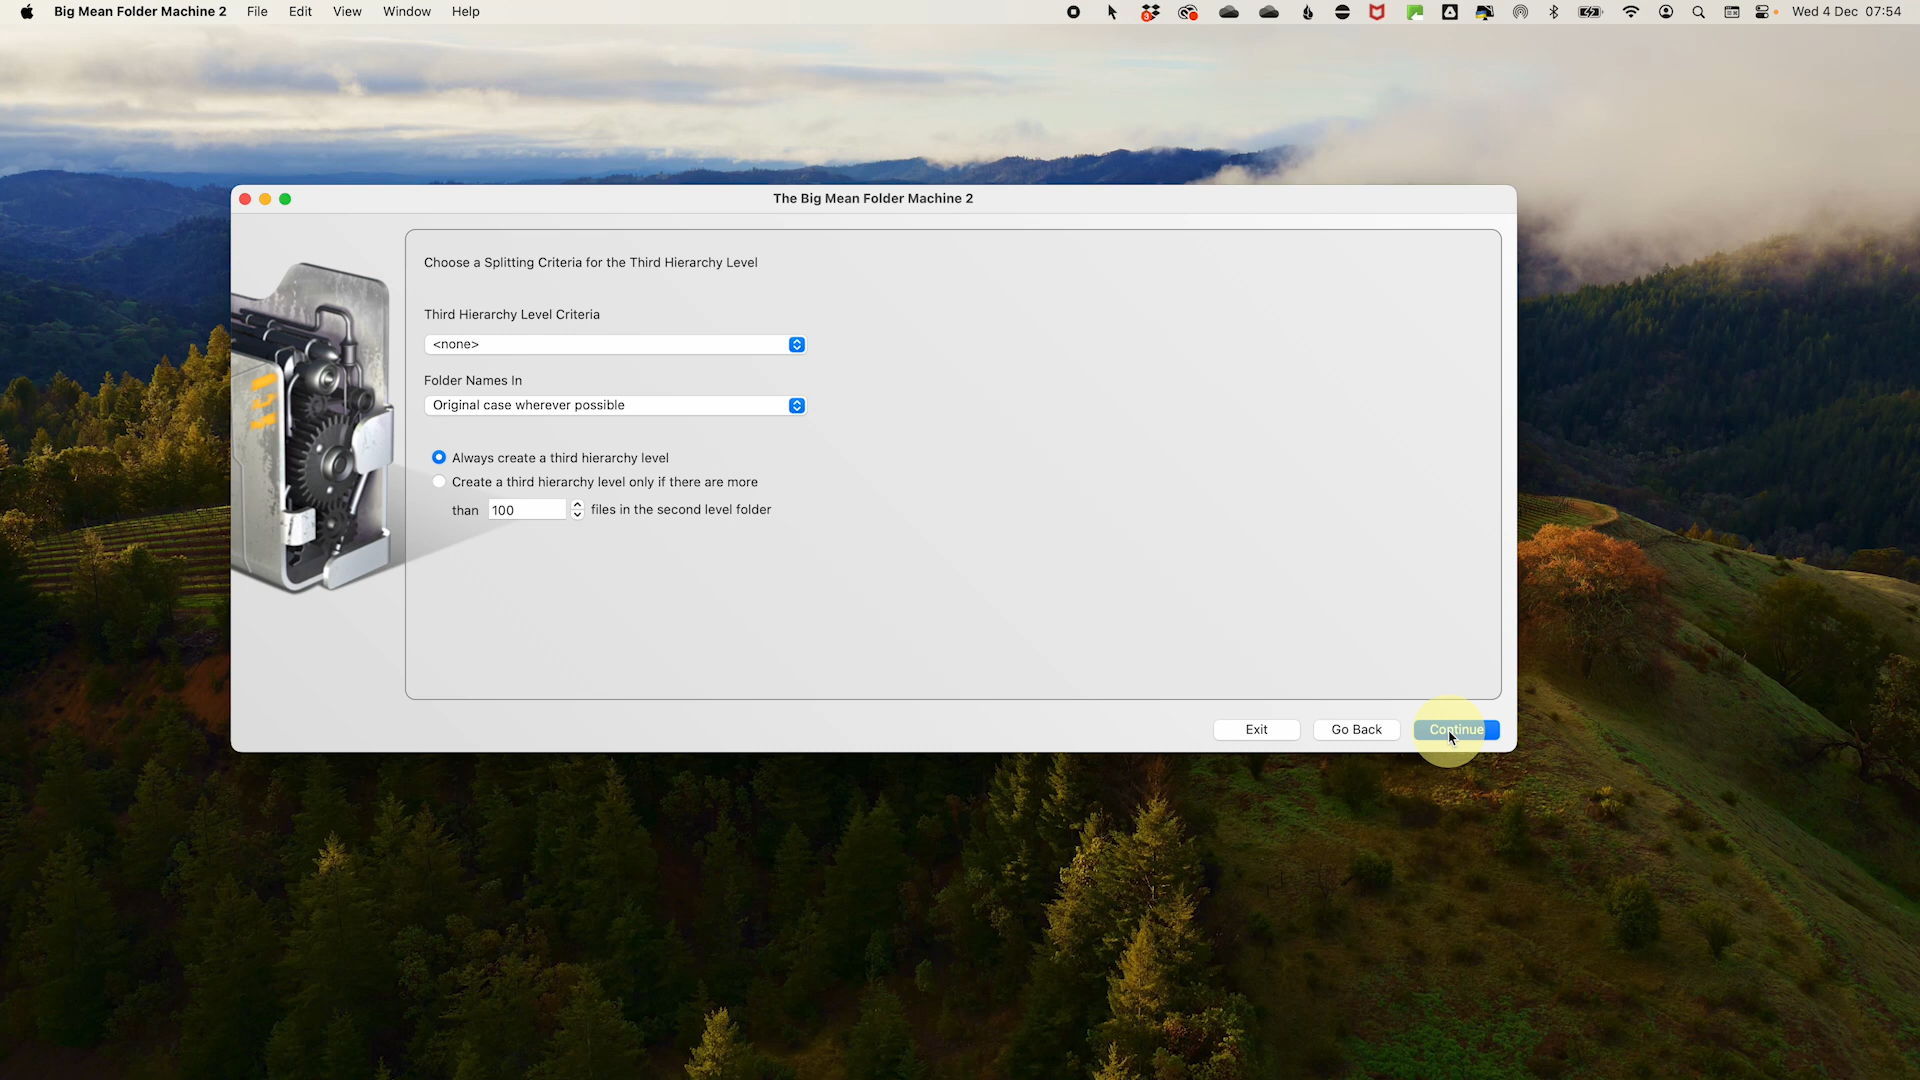 Big Mean Folder Machine 2 File Edit View Window Help
3
Wed 4 Dec 07:54
The Big Mean Folder Machine 2
Choose a Splitting Criteria for the Third Hierarchy Level
Third Hierarchy Level Criteria
<none>
Folder Names In
Original case wherever possible
Always create a third hierarchy level
Create a third hierarchy level only if there are more
than 100 files in the second level folder
Exit Go Back Continue